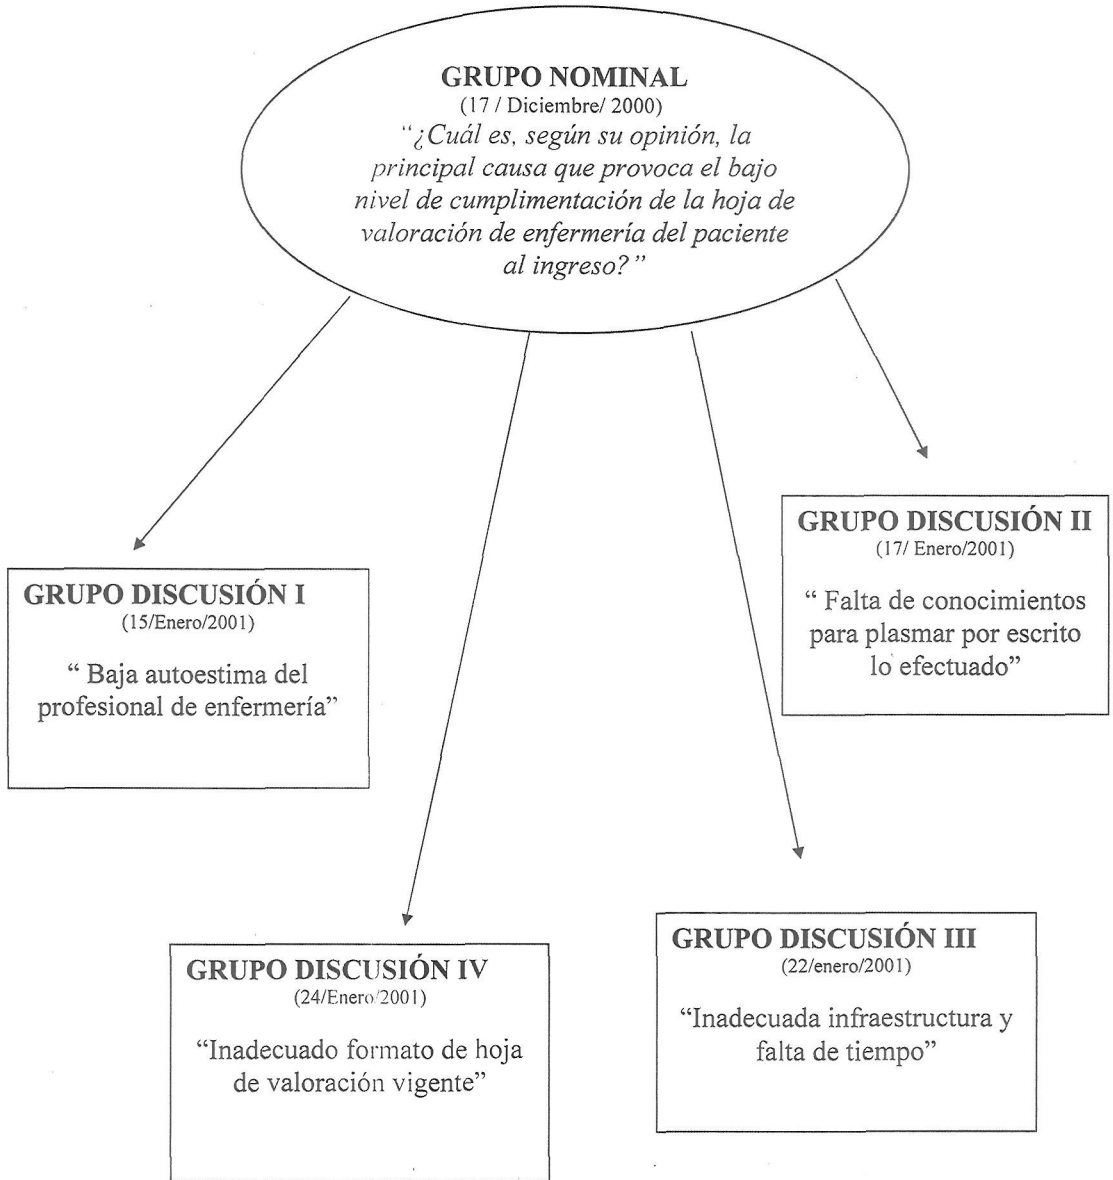 GRUPO NOMINAL
(17 / Diciembre/ 2000)
“¿Cuál es, según su opinión, la
principal causa que provoca el bajo
nivel de cumplimentación de la hoja de
valoración de enfermería del paciente
al ingreso?”
GRUPO DISCUSIÓN I
(15/Enero/2001)
“ Baja autoestima del
profesional de enfermería”
GRUPO DISCUSIÓN II
(17/ Enero/2001)
“ Falta de conocimientos
para plasmar por escrito
lo efectuado”
GRUPO DISCUSIÓN IV
(24/Enero/2001)
“Inadecuado formato de hoja
de valoración vigente”
GRUPO DISCUSIÓN III
(22/enero/2001)
“Inadecuada infraestructura y
falta de tiempo”